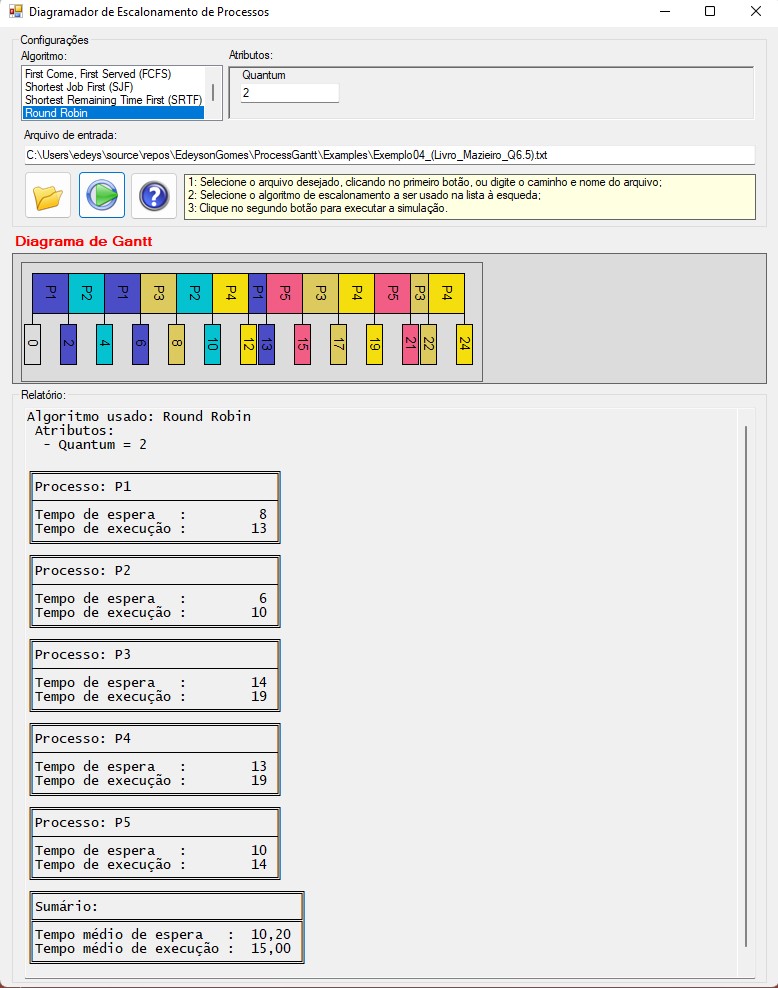 Diagramador de Escalonamento de Processos
Configurações
Algoritmo:
First Come, First Served (FCFS)
Shortest Job First (SJF)
Shortest Remaining Time First (SRTF)
Round Robin
Atributos:
Quantum
2
Arquivo de entrada:
C:\Users\edeys\source\repos\EdeysonGomes\ProcessGantt\Examples\Exemplo04_(Livro_Mazieiro_Q6.5).txt
1: Selecione o arquivo desejado, clicando no primeiro botão, ou digite o caminho e nome do arquivo;
2: Selecione o algoritmo de escalonamento a ser usado na lista à esqueda;
3: Clique no segundo botão para executar a simulação.
Diagrama de Gantt
P1 P2 P1 P3 P2 P4 P1 P5 P3 P4 P5 P3 P4
0 2 4 6 8 10 12 13 15 17 19 21 22 24
Relatório:
Algoritmo usado: Round Robin
Atributos:
- Quantum = 2
Processo: P1
Tempo de espera : 8
Tempo de execução : 13
Processo: P2
Tempo de espera : 6
Tempo de execução : 10
Processo: P3
Tempo de espera : 14
Tempo de execução : 19
Processo: P4
Tempo de espera : 13
Tempo de execução : 19
Processo: P5
Tempo de espera : 10
Tempo de execução : 14
Sumário:
Tempo médio de espera : 10,20
Tempo médio de execução : 15,00